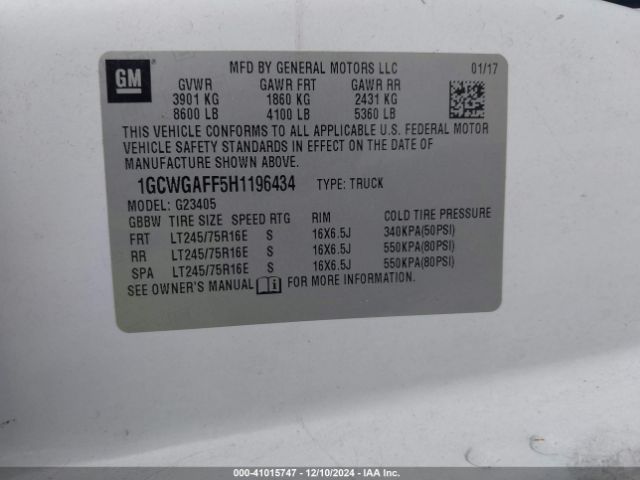 GM
MFD BY GENERAL MOTORS LLC 01/17
GVWR GAWR FRT GAWR RR
3901 KG 1860 KG 2431 KG
8600 LB 4100 LB 5360 LB
THIS VEHICLE CONFORMS TO ALL APPLICABLE U.S. FEDERAL MOTOR
VEHICLE SAFETY STANDARDS IN EFFECT ON THE DATE OF
MANUFACTURE SHOWN ABOVE.
1GCWGAFF5H1196434 TYPE: TRUCK
MODEL: G23405
GBBW TIRE SIZE SPEED RTG RIM COLD TIRE PRESSURE
FRT LT245/75R16E S 16X6.5J 340KPA(50PSI)
RR LT245/75R16E S 16X6.5J 550KPA(80PSI)
SPA LT245/75R16E S 16X6.5J 550KPA(80PSI)
SEE OWNER'S MANUAL FOR MORE INFORMATION.
000-41015747 - 12/10/2024 - IAA Inc.